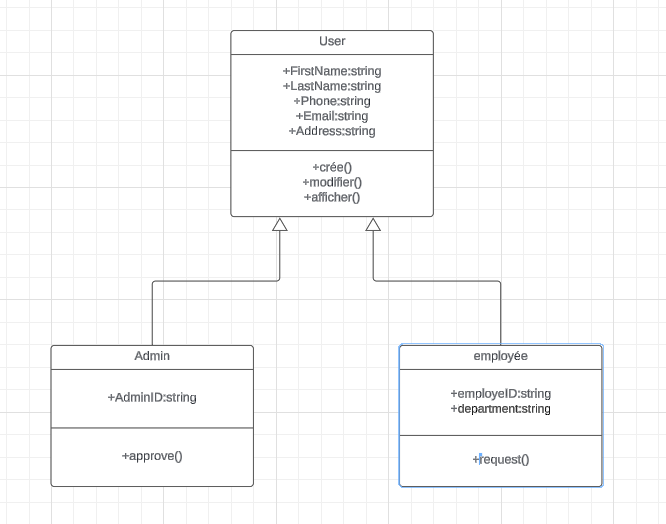 User
+FirstName:string
+LastName:string
+Phone:string
+Email:string
+Address:string
+crée()
+modifier()
+afficher()
Admin
+AdminID:string
+approve()
employée
+employeID:string
+department:string
+request()